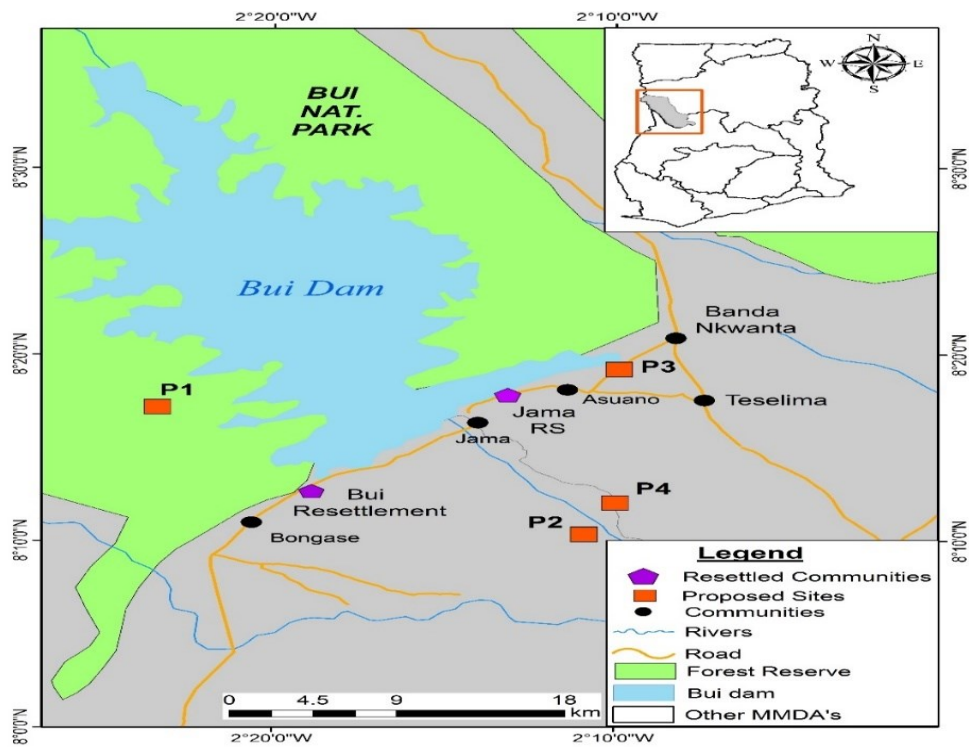 2°20'0"W
2°10'0"W
N
W
E
S
BUI
NAT.
PARK
8°30'0"N
8°30'0"N
Bui Dam
Banda
Nkwanta
8°20'0"N
8°20'0"N
P1
P3
Asuano
Teselima
Jama
RS
Jama
P4
Bui
Resettlement
P2
Bongase
8°10'0"N
8°10'0"N
Legend
Resettled Communities
Proposed Sites
Communities
Rivers
Road
Forest Reserve
Bui dam
Other MMDA's
0 4.5 9 18
km
8°0'0"N
8°0'0"N
2°20'0"W
2°10'0"W